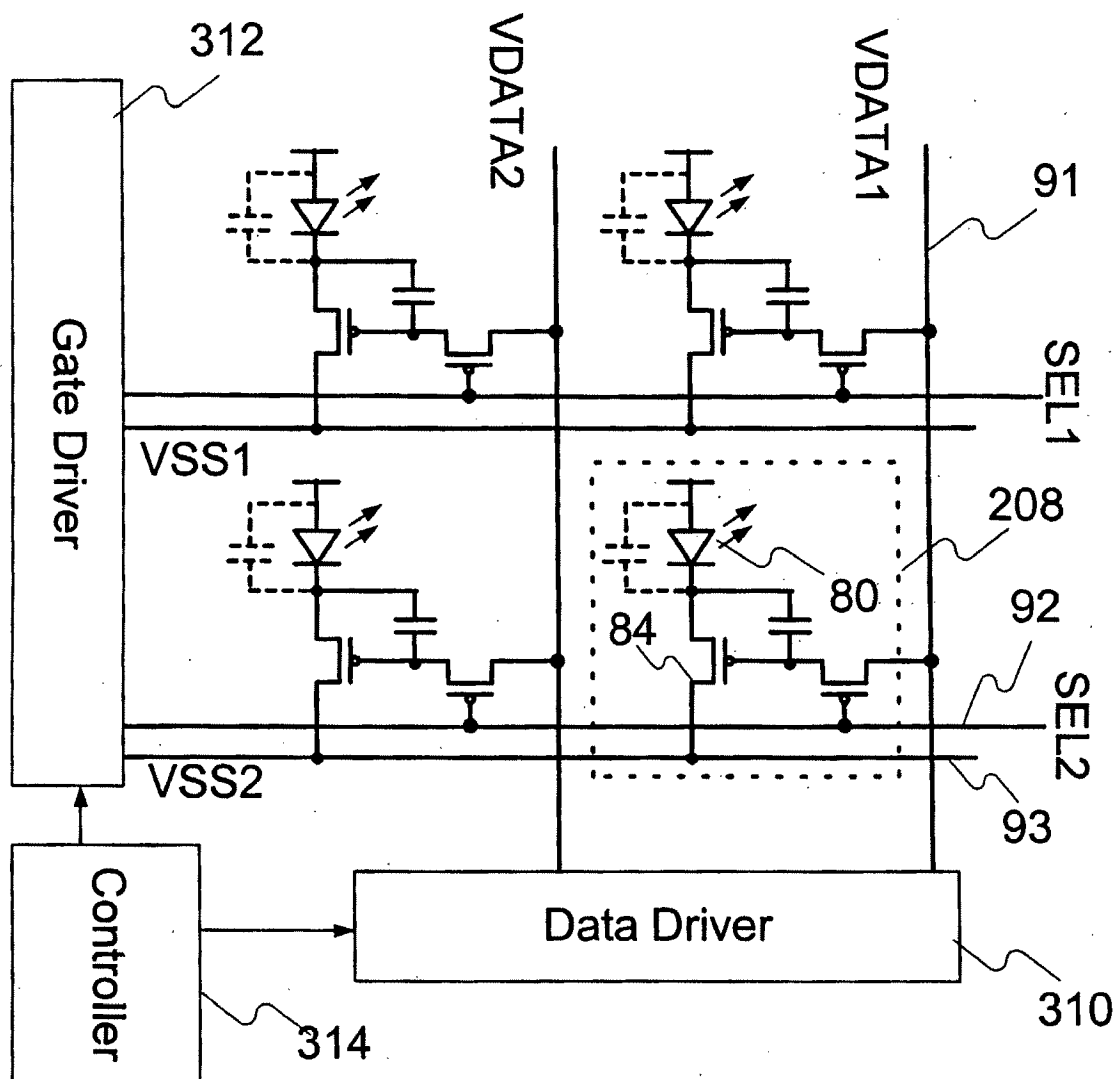 312
VDATA2
VDATA1
91
Gate Driver
SEL1
VSS1
208
80
92
84
SEL2
VSS2
93
Controller
Data Driver
314
310